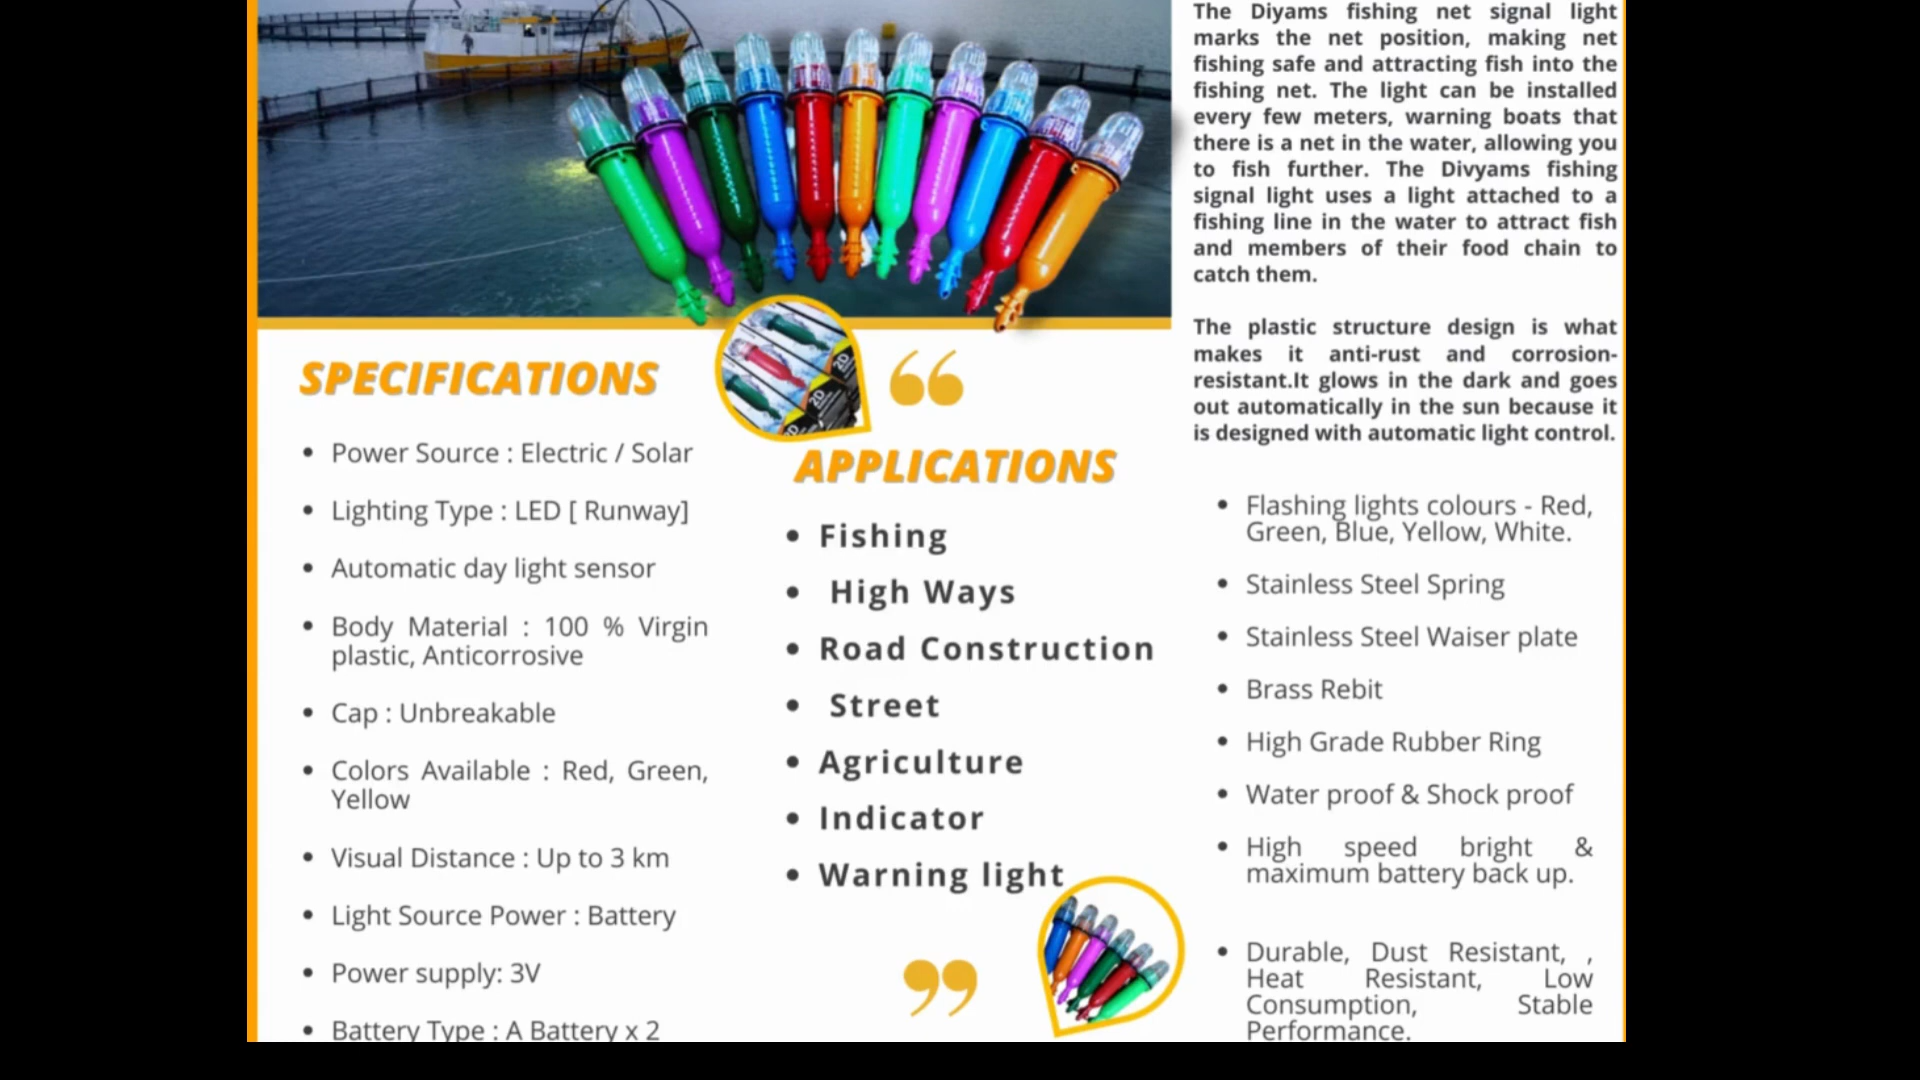 The Diyams fishing net signal light
marks the net position, making net
fishing safe and attracting fish into the
fishing net. The light can be installed
every few meters, warning boats that
there is a net in the water, allowing you
to fish further. The Divyams fishing
signal light uses a light attached to a
fishing line in the water to attract fish
and members of their food chain to
catch them.
The plastic structure design is what
makes it anti-rust and corrosion-
resistant.It glows in the dark and goes
out automatically in the sun because it
is designed with automatic light control.
SPECIFICATIONS
• Power Source : Electric / Solar
• Lighting Type : LED [ Runway]
• Automatic day light sensor
• Body Material : 100 % Virgin
plastic, Anticorrosive
• Cap : Unbreakable
• Colors Available : Red, Green,
Yellow
• Visual Distance : Up to 3 km
• Light Source Power : Battery
• Power supply: 3V
• Battery Type : A Battery x 2
2D
2D
“
APPLICATIONS
• Fishing
• High Ways
• Road Construction
• Street
• Agriculture
• Indicator
• Warning light
”
• Flashing lights colours - Red,
Green, Blue, Yellow, White.
• Stainless Steel Spring
• Stainless Steel Waiser plate
• Brass Rebit
• High Grade Rubber Ring
• Water proof & Shock proof
• High speed bright &
maximum battery back up.
• Durable, Dust Resistant, ,
Heat Resistant, Low
Consumption, Stable
Performance.